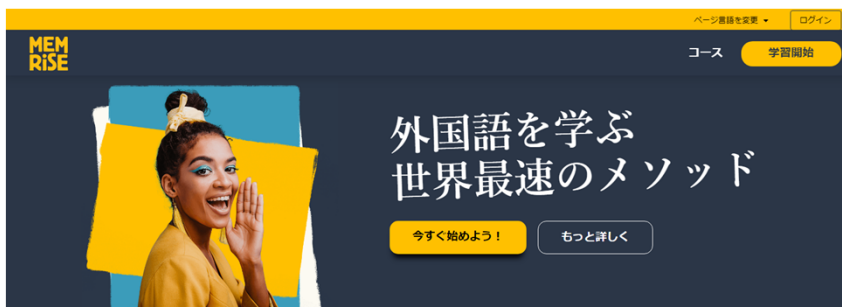 ページ言語を変更
ログイン
MEM
RiSE
コース
学習開始
外国語を学ぶ
世界最速のメソッド
今すぐ始めよう！
もっと詳しく